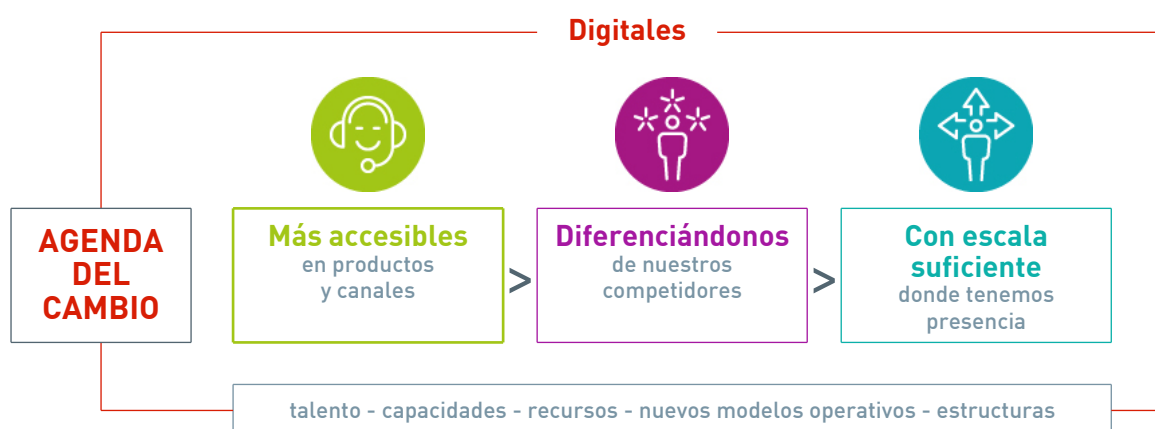 Digitales
AGENDA
DEL
CAMBIO
Más accesibles
en productos
y canales
>
Diferenciándonos
de nuestros
competidores
>
Con escala
suficiente
donde tenemos
presencia
talento - capacidades - recursos - nuevos modelos operativos - estructuras